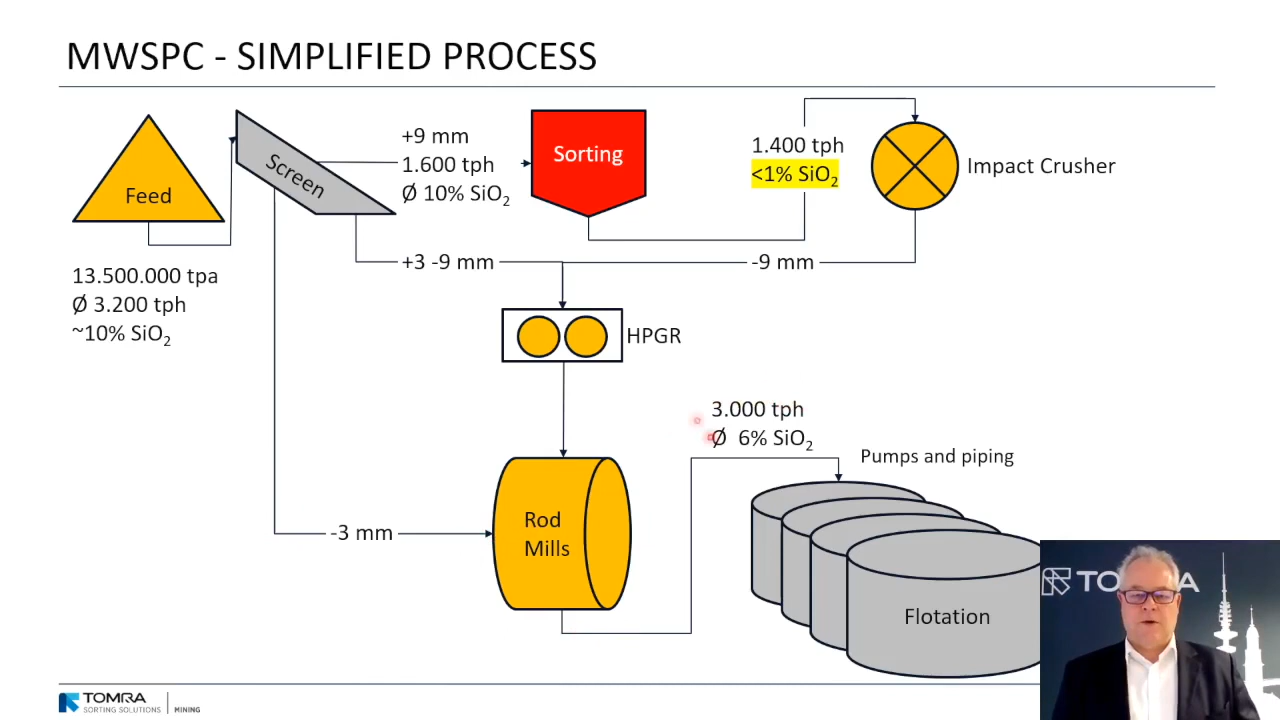 MWSPC - SIMPLIFIED PROCESS
Feed
Screen
+9 mm
1.600 tph
Ø 10% SiO₂
Sorting
1.400 tph
<1% SiO₂
Impact Crusher
13.500.000 tpa
Ø 3.200 tph
~10% SiO₂
+3 -9 mm
-9 mm
HPGR
3.000 tph
Ø 6% SiO₂
Pumps and piping
-3 mm
Rod
Mills
Flotation
TOMRA
SORTING SOLUTIONS
MINING